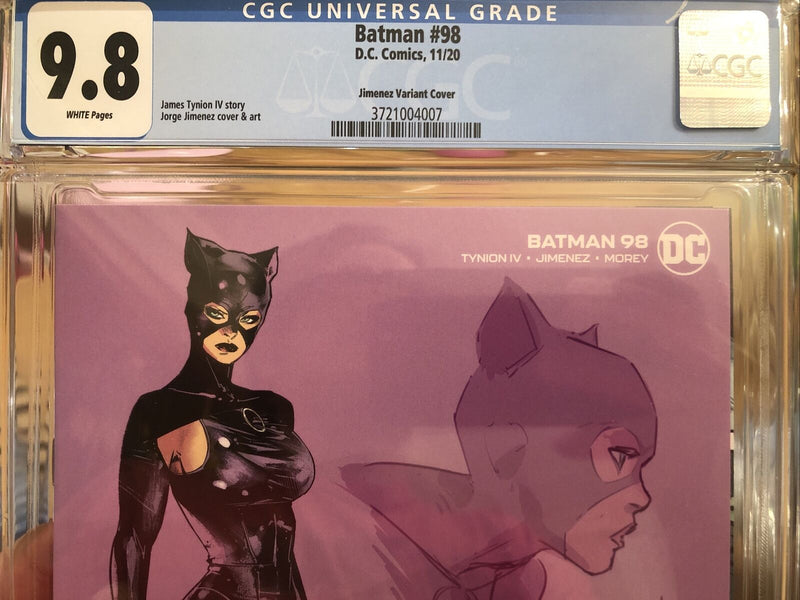 CGC UNIVERSAL GRADE
9.8
WHITE Pages
Batman #98
D.C. Comics, 11/20
Jimenez Variant Cover
3721004007
James Tynion IV story
Jorge Jimenez cover & art
CGC
CGC
BATMAN 98
TYNION IV • JIMENEZ • MOREY
DC